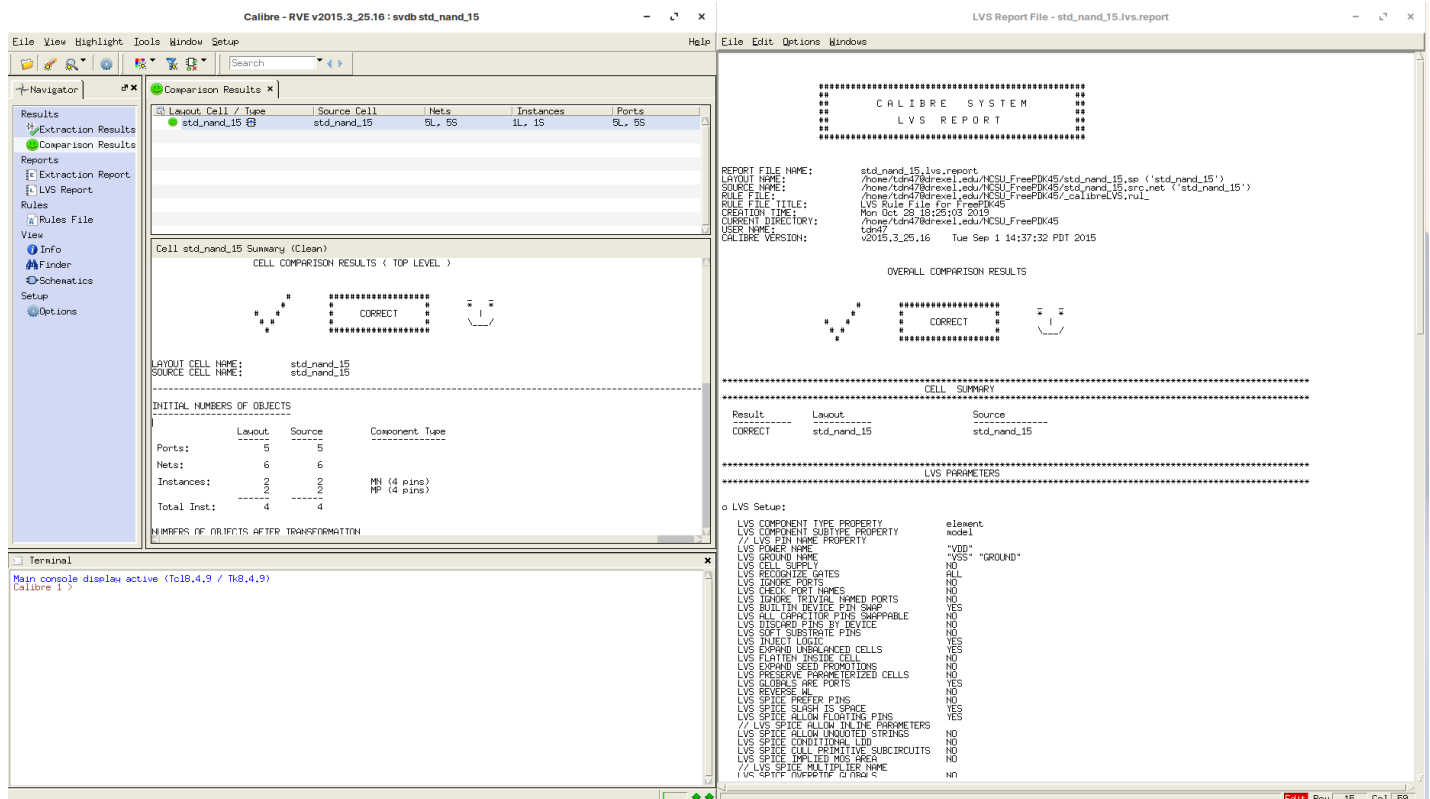 Calibre - RVE v2015.3_25.16 : svdb std_nand_15
File View Highlight Tools Window Setup Help
Search
Navigator
Results
Extraction Results
Comparison Results
Reports
Extraction Report
LVS Report
Rules
Rules File
View
Info
Finder
Schematics
Setup
Options
Comparison Results
Layout Cell / Type Source Cell Nets Instances Ports
std_nand_15 std_nand_15 5L, 5S 1L, 1S 5L, 5S
Cell std_nand_15 Summary (Clean)
CELL COMPARISON RESULTS ( TOP LEVEL )
CORRECT
LAYOUT CELL NAME: std_nand_15
SOURCE CELL NAME: std_nand_15
INITIAL NUMBERS OF OBJECTS
Layout Source Component Type
Ports: 5 5
Nets: 6 6
Instances: 2 2 MN (4 pins)
2 2 MP (4 pins)
Total Inst: 4 4
NUMBERS OF OBJECTS AFTER TRANSFORMATION
Terminal
Main console display active (Tcl8.4.9 / Tk8.4.9)
Calibre 1 >
LVS Report File - std_nand_15.lvs.report
File Edit Options Windows
CALIBRE SYSTEM
LVS REPORT
REPORT FILE NAME: std_nand_15.lvs.report
LAYOUT NAME: /home/tdn47@drexel.edu/NCSU_FreePDK45/std_nand_15.sp ('std_nand_15')
SOURCE NAME: /home/tdn47@drexel.edu/NCSU_FreePDK45/std_nand_15.src.net ('std_nand_15')
RULE FILE: /home/tdn47@drexel.edu/NCSU_FreePDK45/_calibreLVS.rul_
RULE FILE TITLE: LVS Rule File for FreePDK45
CREATION TIME: Mon Oct 28 18:25:03 2019
CURRENT DIRECTORY: /home/tdn47@drexel.edu/NCSU_FreePDK45
USER NAME: tdn47
CALIBRE VERSION: v2015.3_25.16 Tue Sep 1 14:37:32 PDT 2015
OVERALL COMPARISON RESULTS
CORRECT
CELL SUMMARY
Result Layout Source
CORRECT std_nand_15 std_nand_15
LVS PARAMETERS
o LVS Setup:
LVS COMPONENT TYPE PROPERTY element
LVS COMPONENT SUBTYPE PROPERTY model
// LVS PIN NAME PROPERTY
LVS POWER NAME "VDD"
LVS GROUND NAME "VSS" "GROUND"
LVS CELL SUPPLY NO
LVS RECOGNIZE GATES ALL
LVS IGNORE PORTS NO
LVS CHECK PORT NAMES NO
LVS IGNORE TRIVIAL NAMED PORTS NO
LVS BUILTIN DEVICE PIN SWAP YES
LVS ALL CAPACITOR PINS SWAPPABLE NO
LVS DISCARD PINS BY DEVICE NO
LVS SOFT SUBSTRATE PINS NO
LVS INJECT LOGIC YES
LVS EXPAND UNBALANCED CELLS YES
LVS FLATTEN INSIDE CELL NO
LVS EXPAND SEED PROMOTIONS NO
LVS PRESERVE PARAMETERIZED CELLS NO
LVS GLOBALS ARE PORTS YES
LVS REVERSE WL NO
LVS SPICE PREFER PINS NO
LVS SPICE SLASH IS SPACE YES
LVS SPICE ALLOW FLOATING PINS YES
// LVS SPICE ALLOW INLINE PARAMETERS
LVS SPICE ALLOW UNQUOTED STRINGS NO
LVS SPICE CONDITIONAL LDD NO
LVS SPICE CULL PRIMITIVE SUBCIRCUITS NO
LVS SPICE IMPLIED MOS AREA NO
// LVS SPICE MULTIPLIER NAME
LVS SPICE OVERRIDE GLOBALS NO
Edit Row 15 Col 59